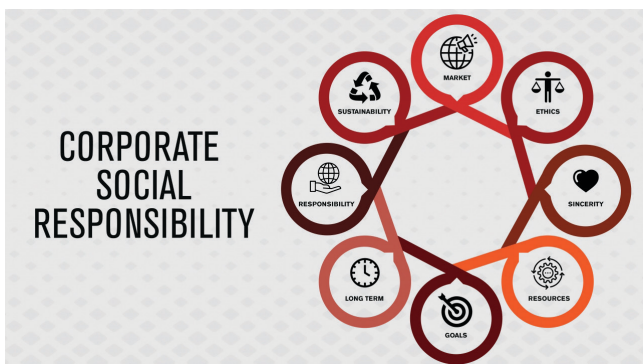 CORPORATE
SOCIAL
RESPONSIBILITY
MARKET
ETHICS
SINCERITY
RESOURCES
GOALS
LONG TERM
RESPONSIBILITY
SUSTAINABILITY